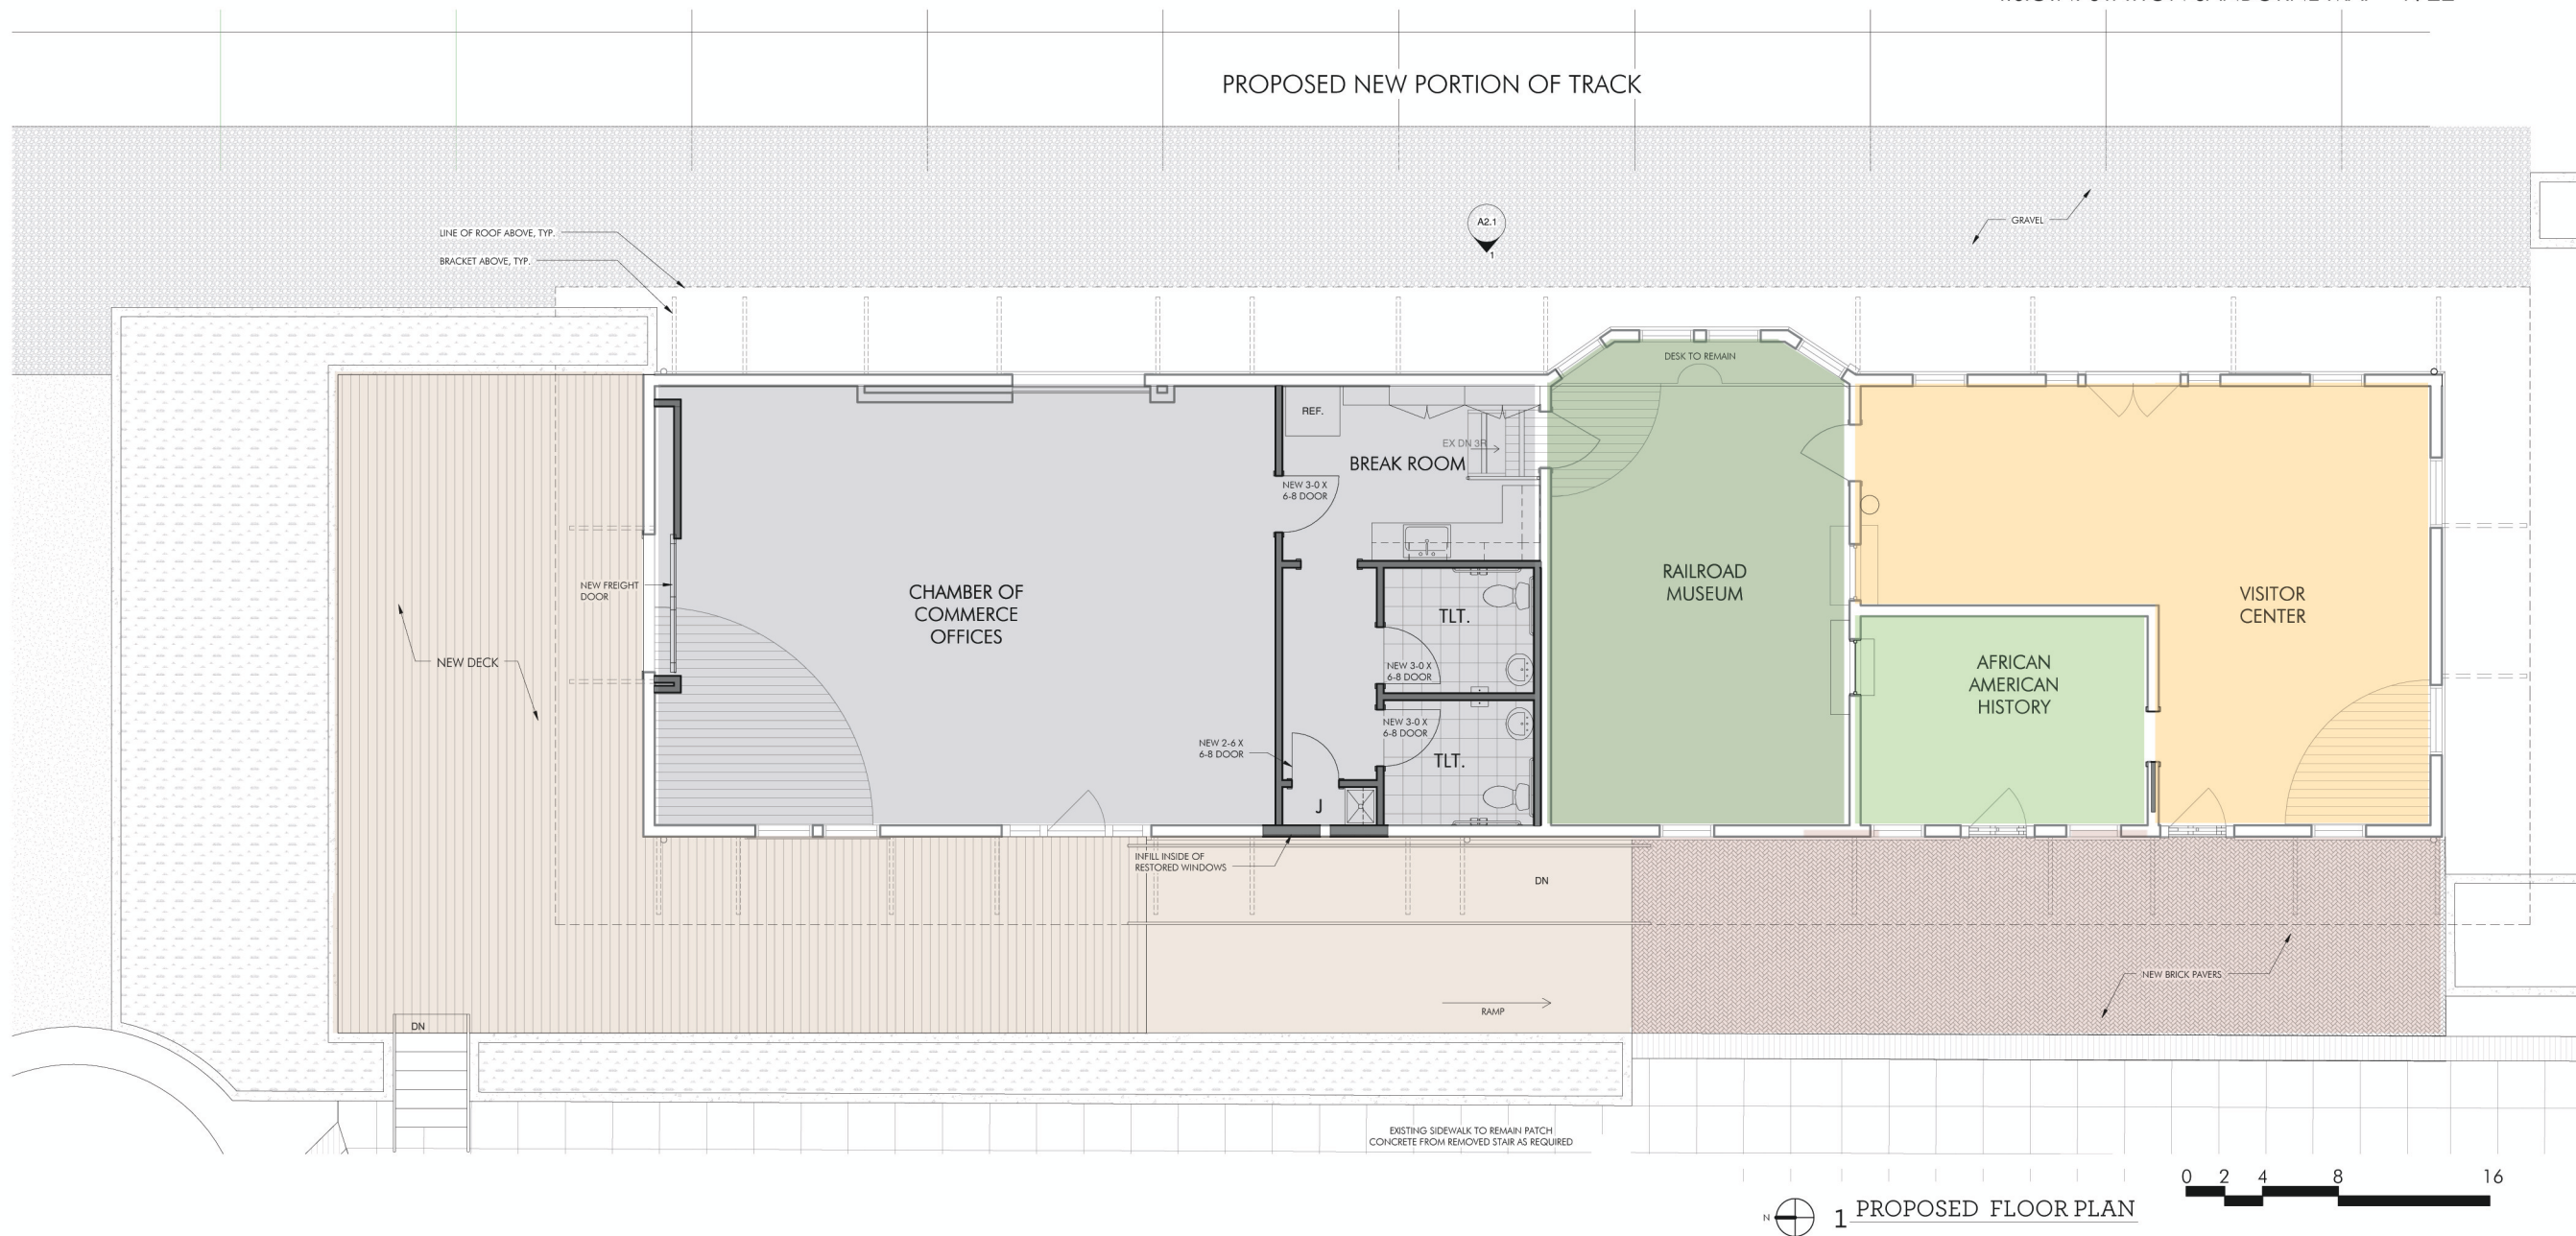 PROPOSED NEW PORTION OF TRACK
LINE OF ROOF ABOVE, TYP.
BRACKET ABOVE, TYP.
A2.1
1
GRAVEL
DESK TO REMAIN
REF.
EX DN 3R
BREAK ROOM
NEW 3-0 X
6-8 DOOR
NEW FREIGHT
DOOR
CHAMBER OF
COMMERCE
OFFICES
RAILROAD
MUSEUM
VISITOR
CENTER
TLT.
NEW DECK
NEW 3-0 X
6-8 DOOR
AFRICAN
AMERICAN
HISTORY
NEW 3-0 X
6-8 DOOR
NEW 2-6 X
6-8 DOOR
TLT.
J
INFILL INSIDE OF
RESTORED WINDOWS
DN
NEW BRICK PAVERS
RAMP
DN
EXISTING SIDEWALK TO REMAIN PATCH
CONCRETE FROM REMOVED STAIR AS REQUIRED
0 2 4 8 16
N
1 PROPOSED FLOOR PLAN